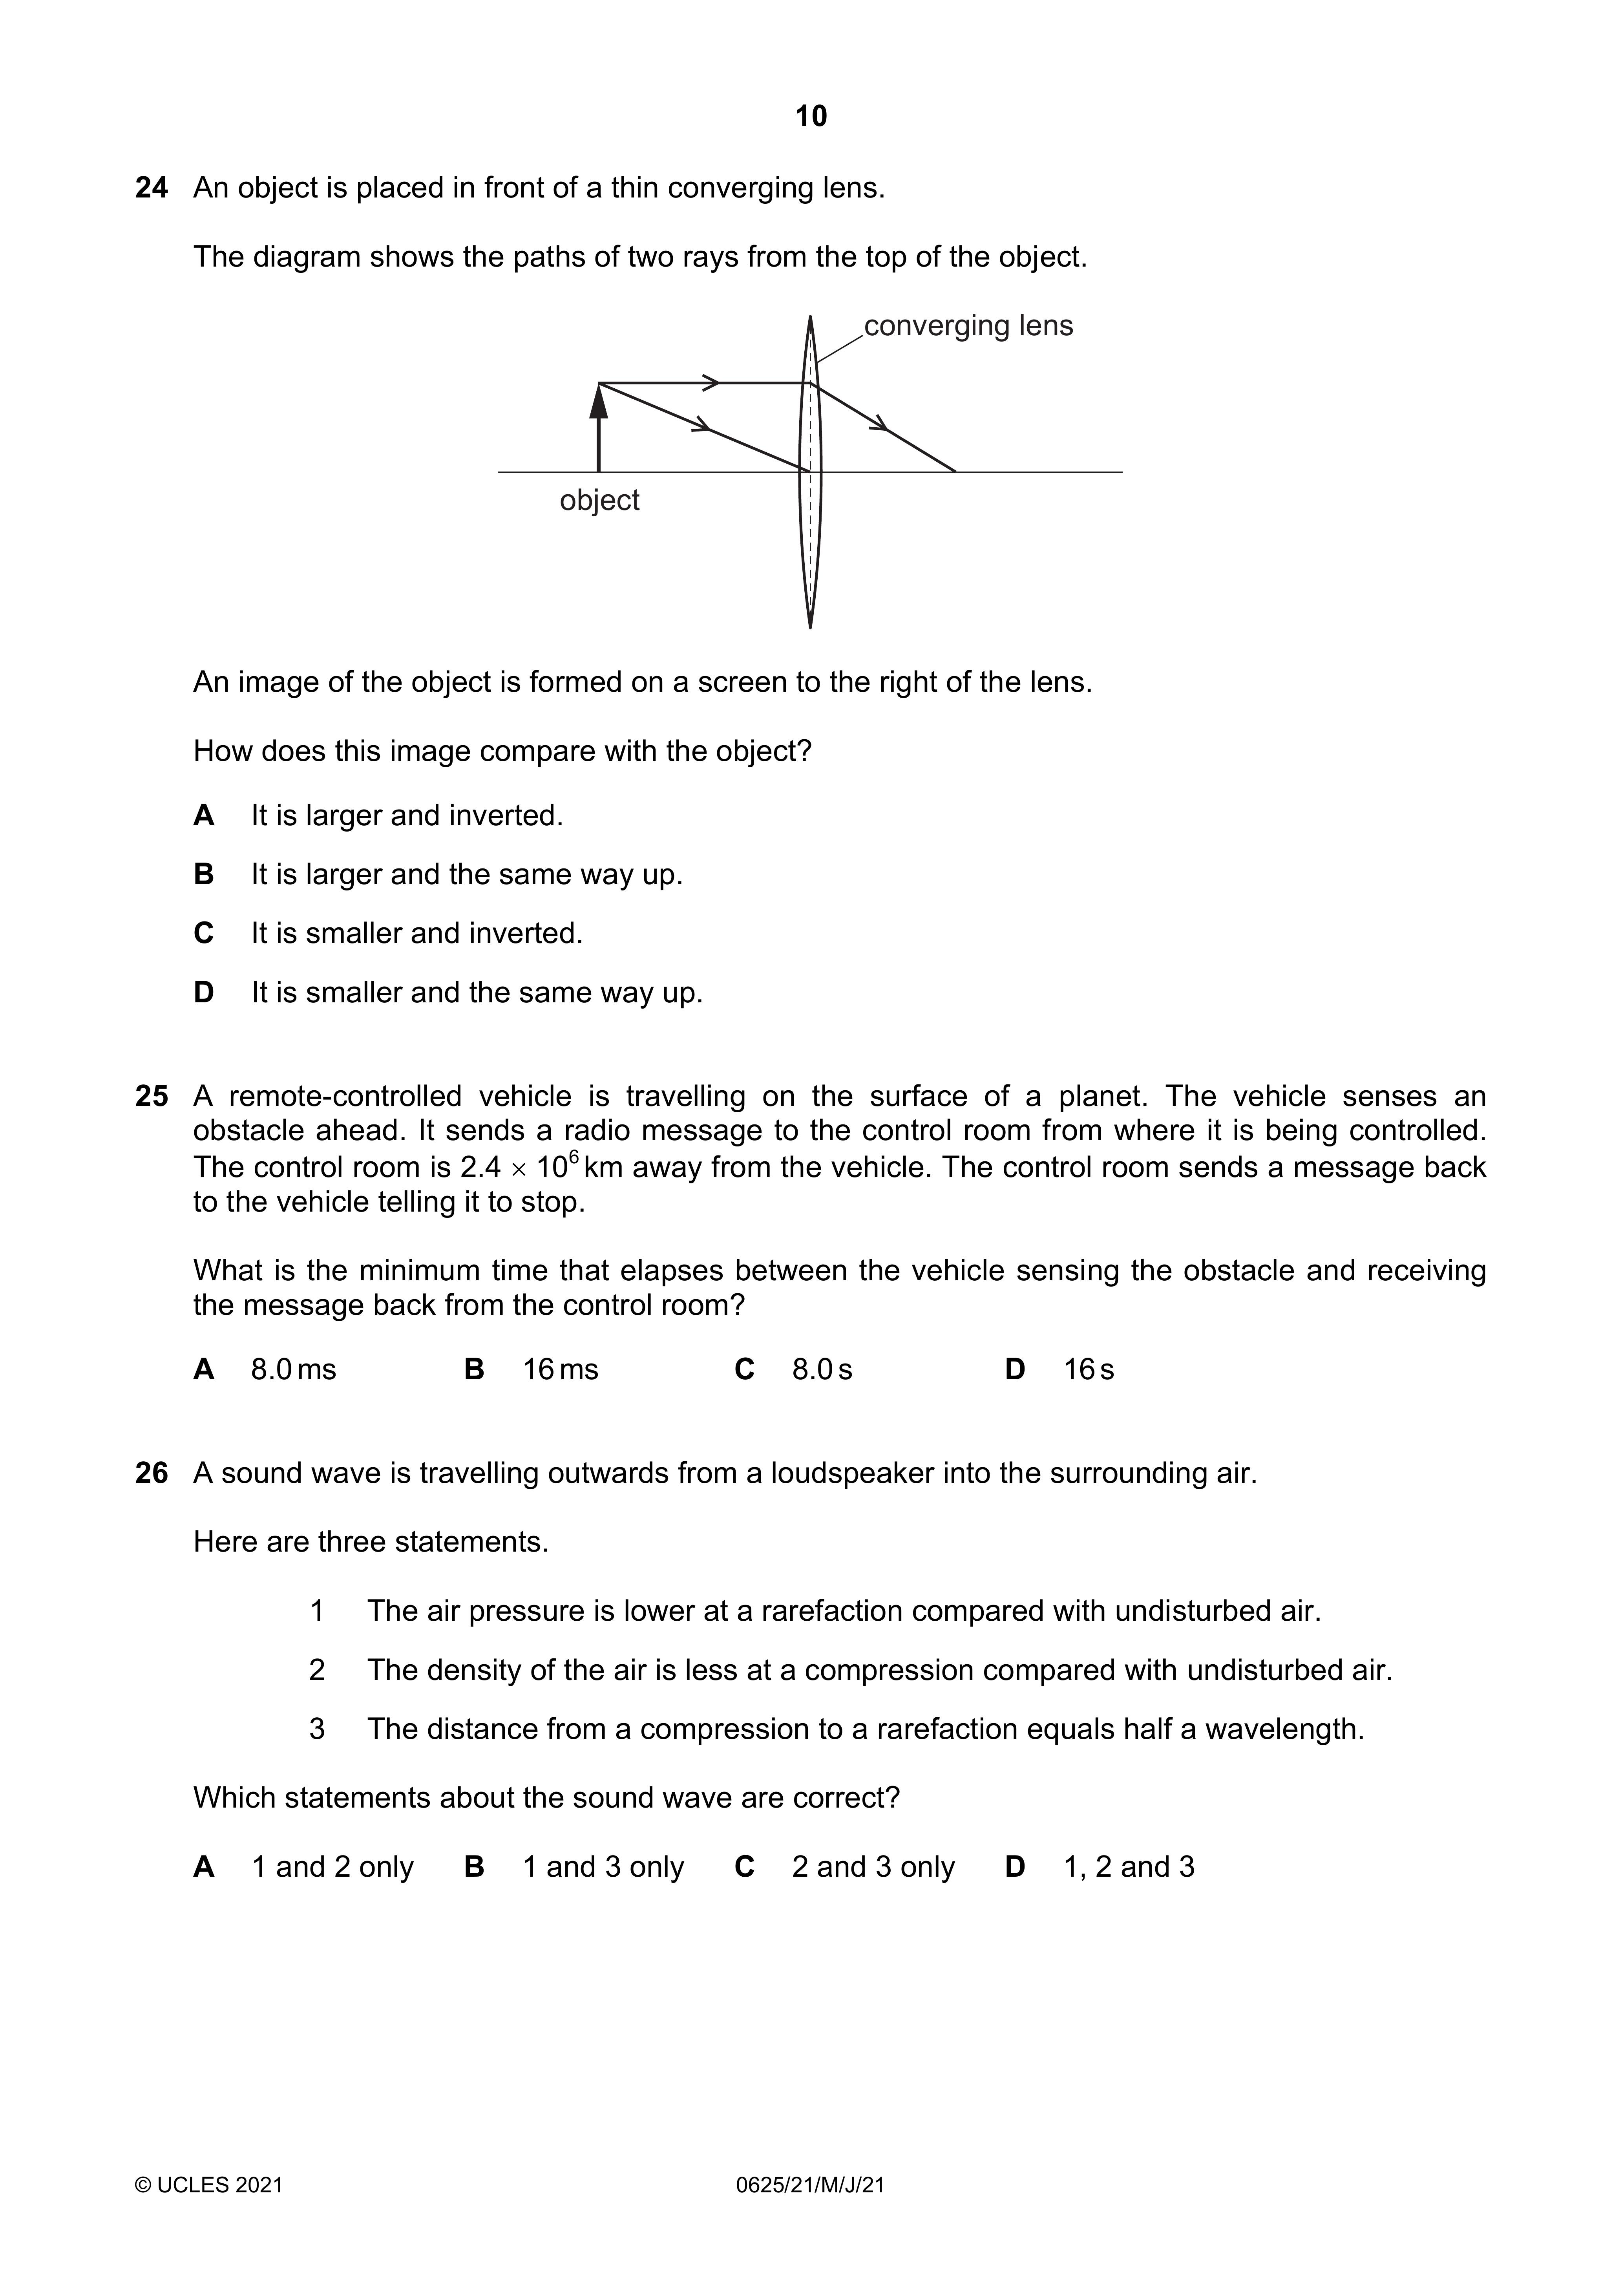 10
24 An object is placed in front of a thin converging lens.
The diagram shows the paths of two rays from the top of the object.
converging lens
object
An image of the object is formed on a screen to the right of the lens.
How does this image compare with the object?
A It is larger and inverted.
B It is larger and the same way up.
C It is smaller and inverted.
D It is smaller and the same way up.
25 A remote-controlled vehicle is travelling on the surface of a planet. The vehicle senses an
obstacle ahead. It sends a radio message to the control room from where it is being controlled.
The control room is 2.4 × 10⁶ km away from the vehicle. The control room sends a message back
to the vehicle telling it to stop.
What is the minimum time that elapses between the vehicle sensing the obstacle and receiving
the message back from the control room?
A 8.0 ms B 16 ms C 8.0 s D 16 s
26 A sound wave is travelling outwards from a loudspeaker into the surrounding air.
Here are three statements.
1 The air pressure is lower at a rarefaction compared with undisturbed air.
2 The density of the air is less at a compression compared with undisturbed air.
3 The distance from a compression to a rarefaction equals half a wavelength.
Which statements about the sound wave are correct?
A 1 and 2 only B 1 and 3 only C 2 and 3 only D 1, 2 and 3
© UCLES 2021 0625/21/M/J/21